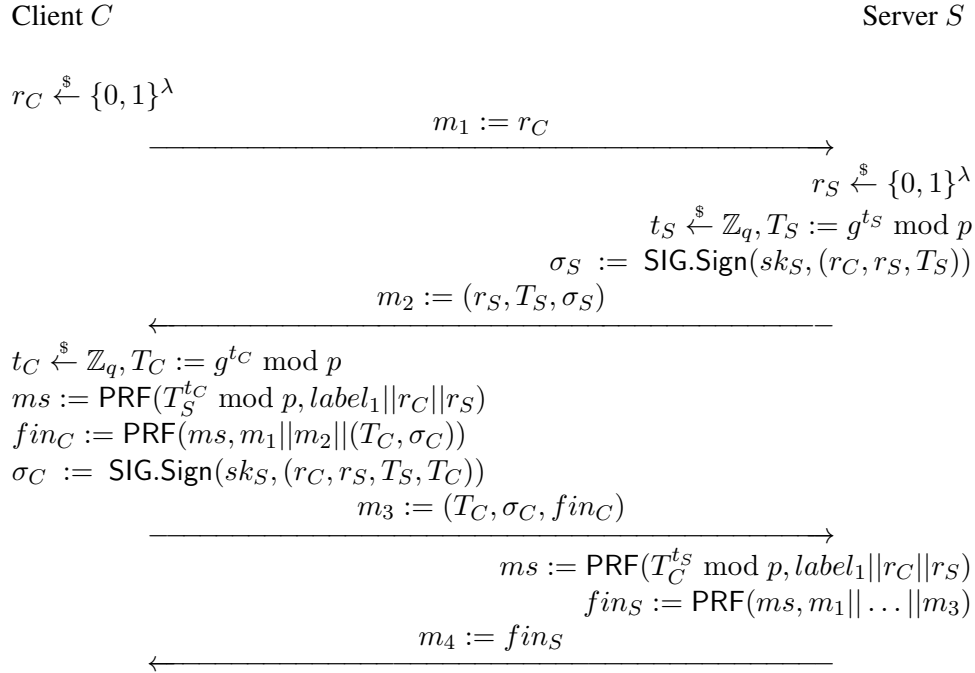 Client C Server S
r_C ←$ {0, 1}^λ
m_1 := r_C
r_S ←$ {0, 1}^λ
t_S ←$ ℤ_q, T_S := g^{t_S} mod p
σ_S := SIG.Sign(sk_S, (r_C, r_S, T_S))
m_2 := (r_S, T_S, σ_S)
t_C ←$ ℤ_q, T_C := g^{t_C} mod p
ms := PRF(T_S^{t_C} mod p, label_1||r_C||r_S)
fin_C := PRF(ms, m_1||m_2||(T_C, σ_C))
σ_C := SIG.Sign(sk_S, (r_C, r_S, T_S, T_C))
m_3 := (T_C, σ_C, fin_C)
ms := PRF(T_C^{t_S} mod p, label_1||r_C||r_S)
fin_S := PRF(ms, m_1|| . . . ||m_3)
m_4 := fin_S